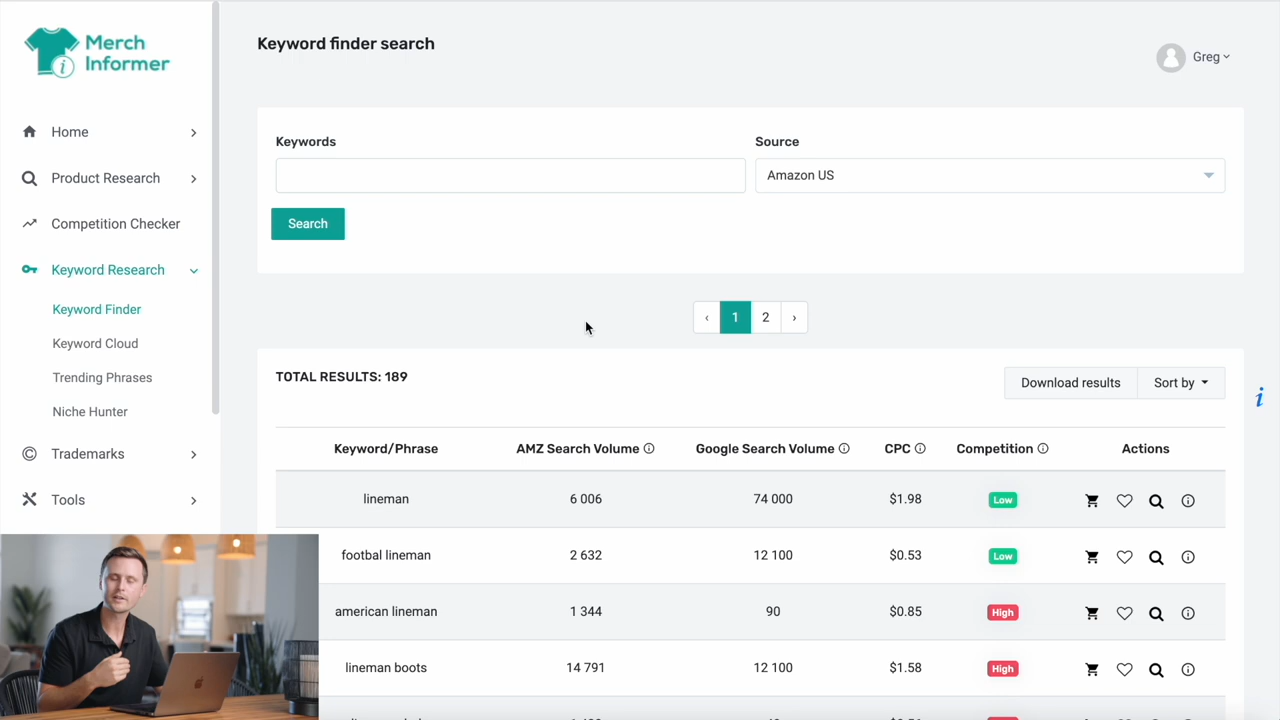 Merch
Informer
Keyword finder search
Greg
Home
Product Research
Competition Checker
Keyword Research
Keyword Finder
Keyword Cloud
Trending Phrases
Niche Hunter
Trademarks
Tools
Keywords
Source
Amazon US
Search
‹ 1 2 ›
TOTAL RESULTS: 189
Download results
Sort by
Keyword/Phrase AMZ Search Volume Google Search Volume CPC Competition Actions
lineman 6 006 74 000 $1.98 Low
footbal lineman 2 632 12 100 $0.53 Low
american lineman 1 344 90 $0.85 High
lineman boots 14 791 12 100 $1.58 High